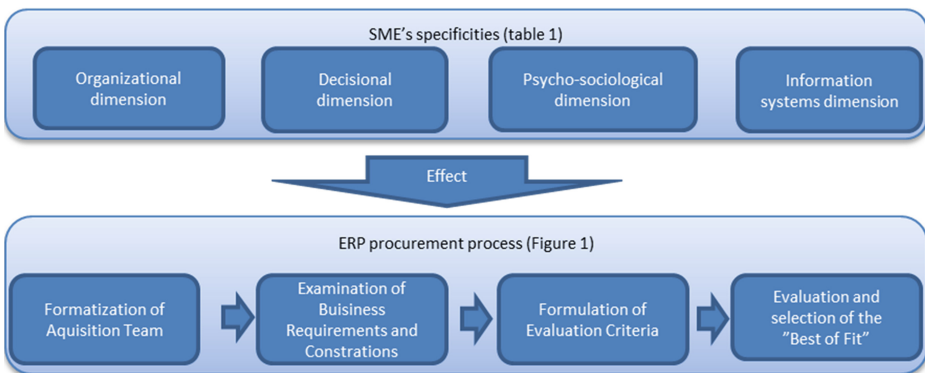 SME's specificities (table 1)
Organizational
dimension
Decisional
dimension
Psycho-sociological
dimension
Information
systems dimension
Effect
ERP procurement process (Figure 1)
Formatization of
Aquisition Team
Examination of
Buisiness
Requirements and
Constrations
Formulation of
Evaluation Criteria
Evaluation and
selection of the
”Best of Fit”